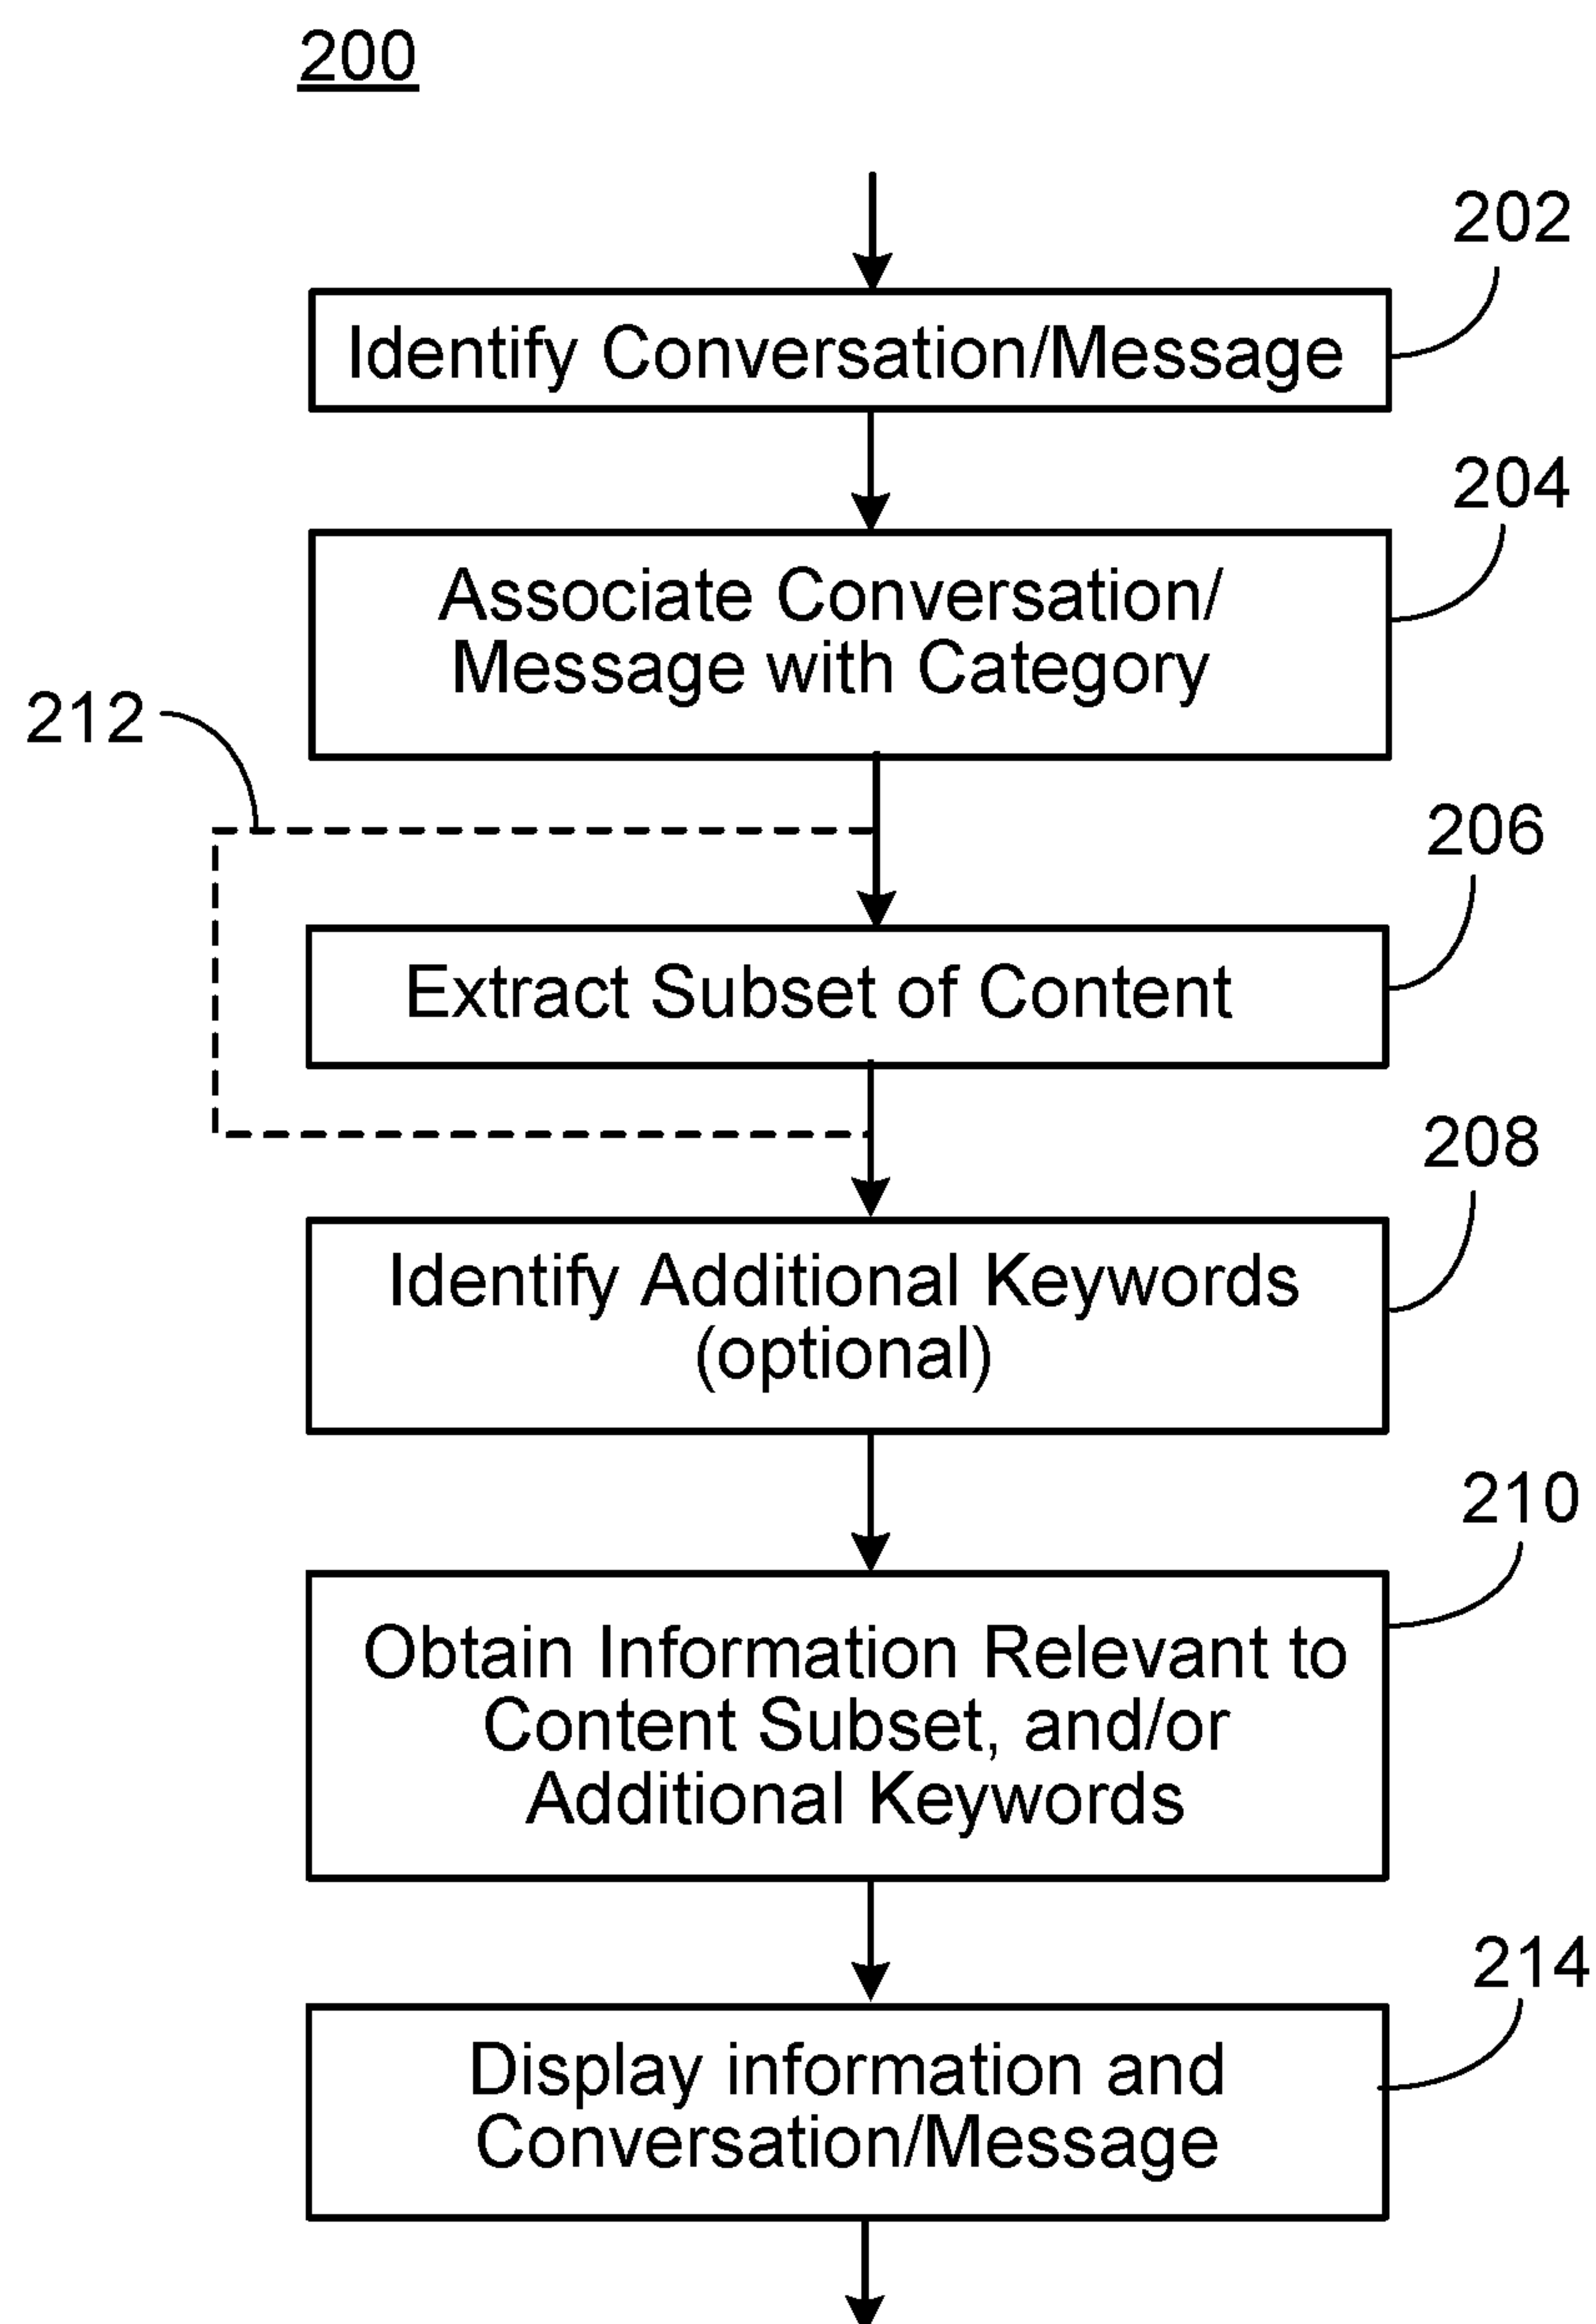 200
202
Identify Conversation/Message
204
Associate Conversation/
Message with Category
212
206
Extract Subset of Content
208
Identify Additional Keywords
(optional)
210
Obtain Information Relevant to
Content Subset, and/or
Additional Keywords
214
Display information and
Conversation/Message